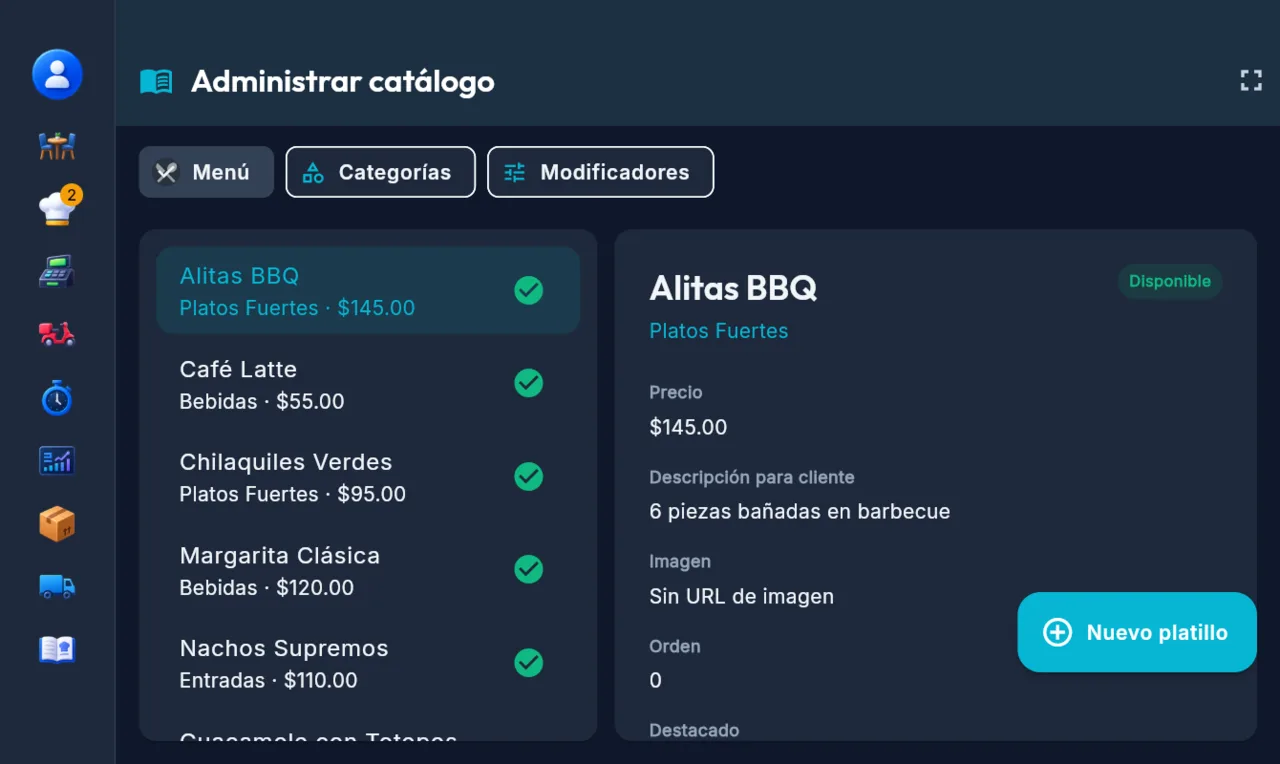 Administrar catálogo
2
Menú
Categorías
Modificadores
Alitas BBQ
Platos Fuertes · $145.00
Café Latte
Bebidas · $55.00
Chilaquiles Verdes
Platos Fuertes · $95.00
Margarita Clásica
Bebidas · $120.00
Nachos Supremos
Entradas · $110.00
Guacamole con Totopos
Alitas BBQ
Disponible
Platos Fuertes
Precio
$145.00
Descripción para cliente
6 piezas bañadas en barbecue
Imagen
Sin URL de imagen
Orden
0
Destacado
Nuevo platillo